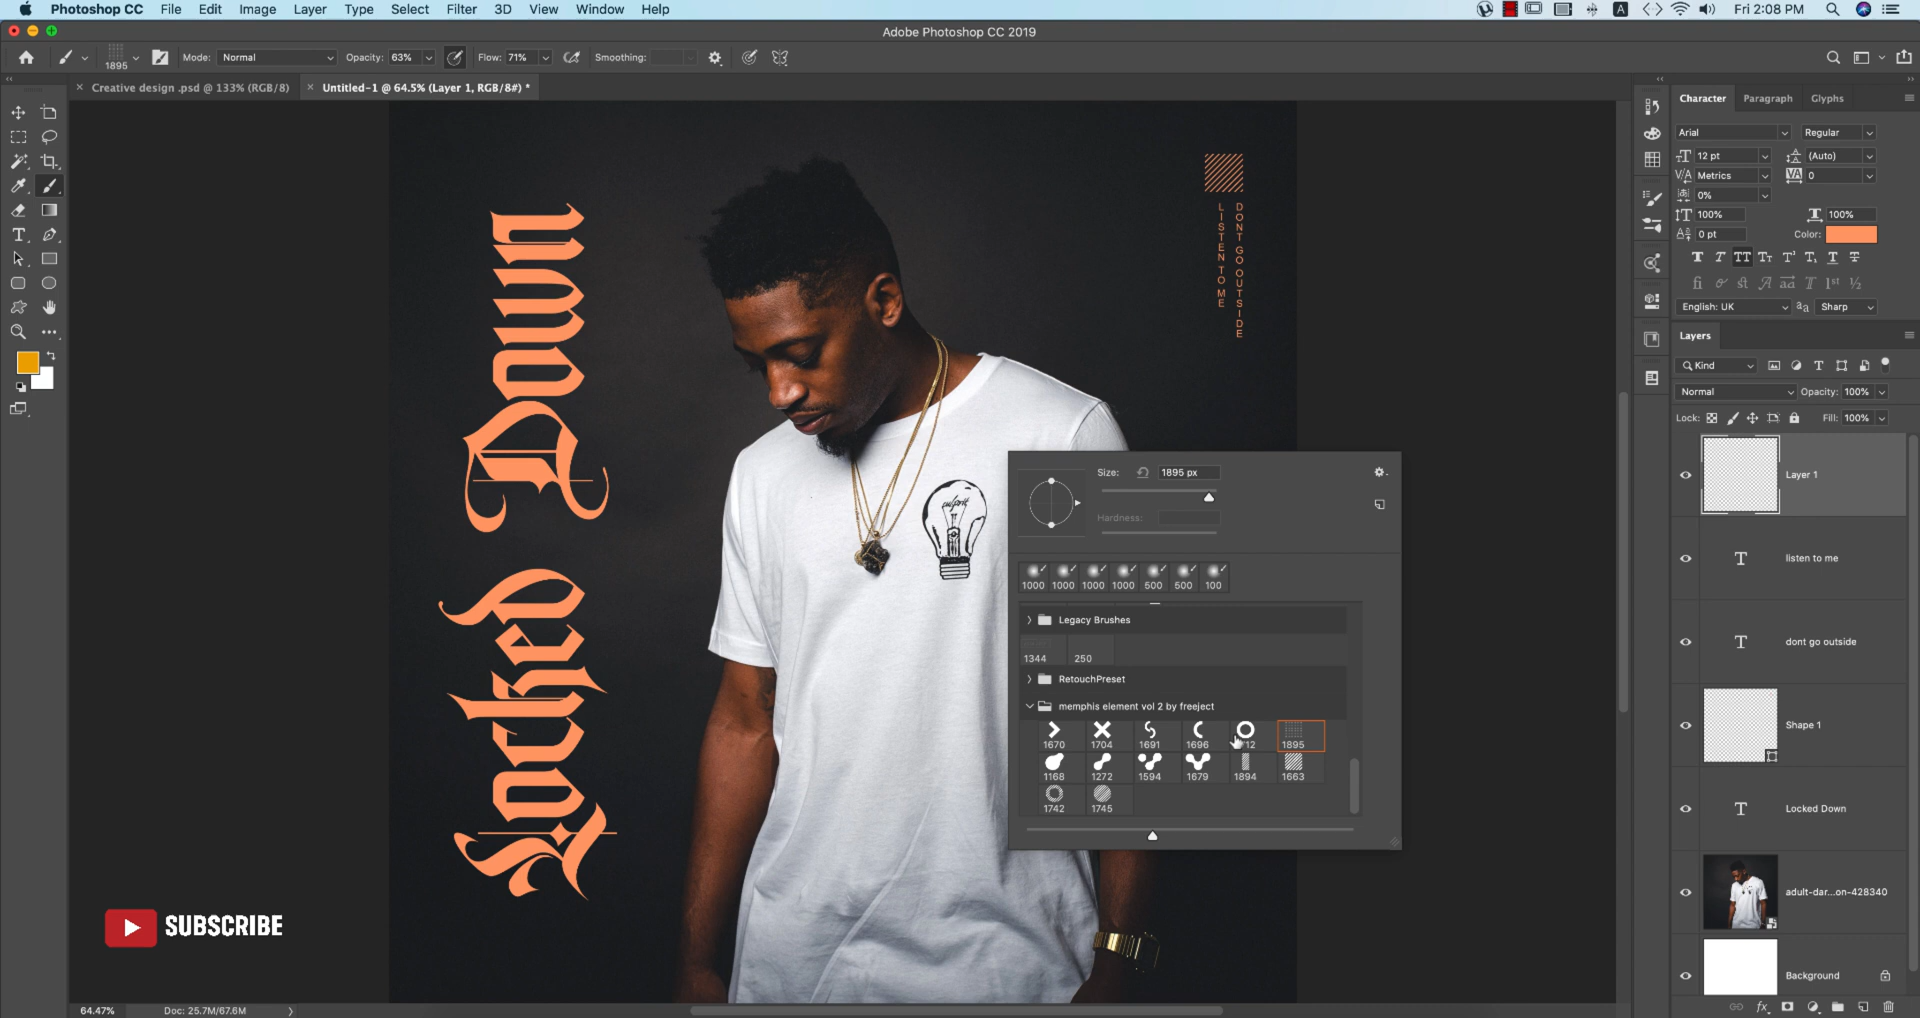 Photoshop CC File Edit Image Layer Type Select Filter 3D View Window Help
A Fri 2:08 PM
Adobe Photoshop CC 2019
1895 Mode: Normal Opacity: 63% Flow: 71% Smoothing:
Creative design .psd @ 133% (RGB/8)
Untitled-1 @ 64.5% (Layer 1, RGB/8#) *
Character Paragraph Glyphs
Arial Regular
12 pt (Auto)
Metrics 0
0%
100% 100%
0 pt Color:
English: UK aa Sharp
Layers
Kind
Normal Opacity: 100%
Lock: Fill: 100%
Layer 1
listen to me
dont go outside
Shape 1
Locked Down
adult-dar...on-428340
Background
Locked Down
LISTEN TO ME
DONT GO OUTSIDE
Size: 1895 px
Hardness:
1000 1000 1000 1000 500 500 100
Legacy Brushes
1344 250
RetouchPreset
memphis element vol 2 by freeject
1670 1704 1691 1696 1895
1168 1272 1594 1679 1894 1663
1742 1745
SUBSCRIBE
64.47% Doc: 25.7M/67.6M